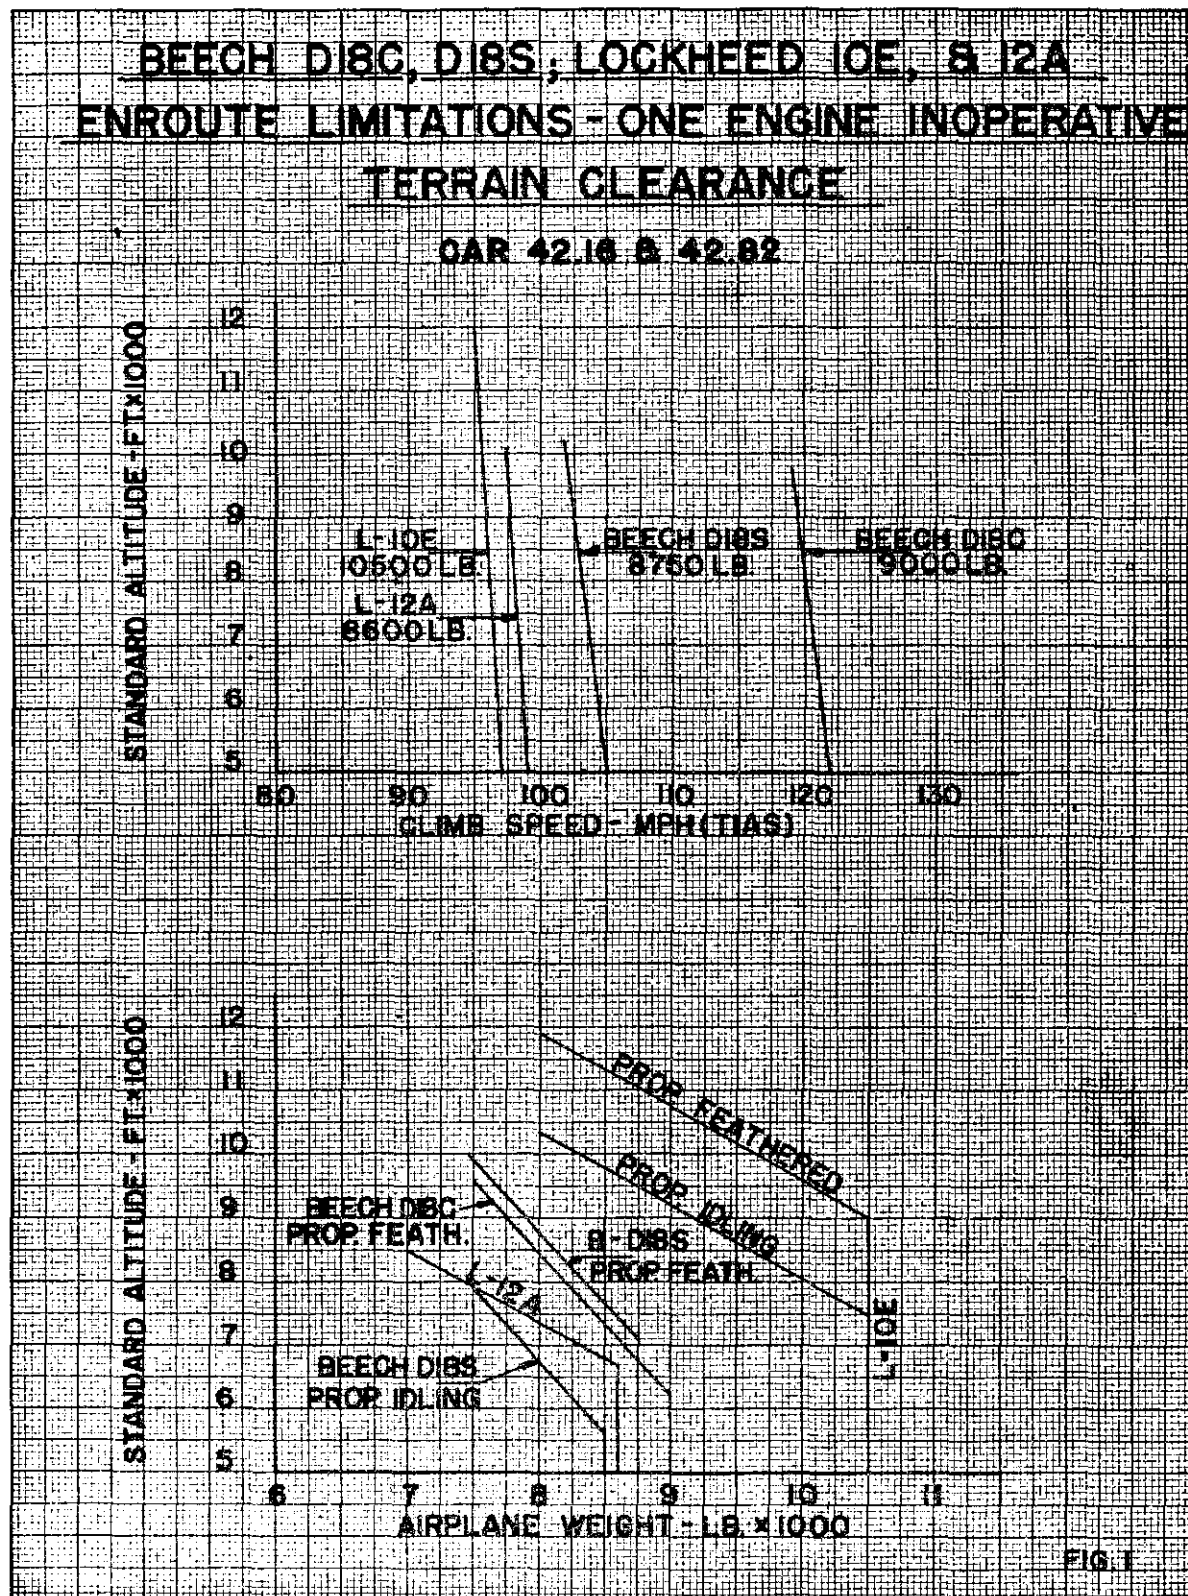 BEECH D18C, D18S; LOCKHEED 10E, & 12A
ENROUTE LIMITATIONS - ONE ENGINE INOPERATIVE
TERRAIN CLEARANCE
CAR 42.16 & 42.82
STANDARD ALTITUDE - FT. X 1000
12
11
10
9
8
7
6
5
L-10E
10500 LB.
L-12A
8600 LB.
BEECH D18S
8750 LB.
BEECH D18C
9000 LB.
80 90 100 110 120 130
CLIMB SPEED - MPH (TIAS)
STANDARD ALTITUDE - FT. X 1000
12
11
10
9
8
7
6
5
PROP. FEATHERED
PROP. IDLING
BEECH D18C
PROP. FEATH.
B-D18S
PROP. FEATH.
L-12A
BEECH D18S
PROP. IDLING
L-10E
6 7 8 9 10 11
AIRPLANE WEIGHT - LB. X 1000
FIG. 1